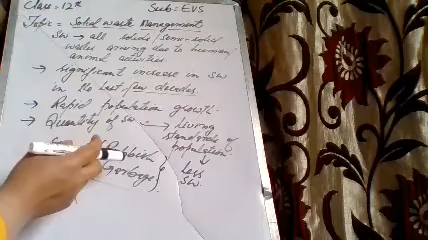 Class: 12th Sub: EVS
Topic = Solid waste Management
SW → all solids/semi-solid
wastes arising due to human,
animal activities
→ Significant increase in SW
in the last few decades
→ Rapid population growth
→ Quantity of SW → living
standards of
population
↓
Less
SW.
Rubbish
Garbage